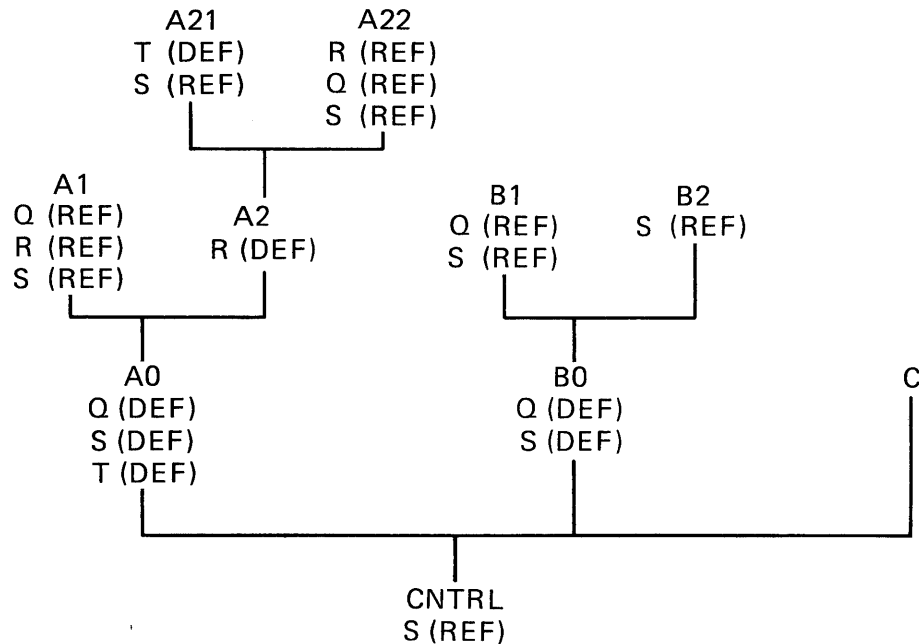 A21
T (DEF)
S (REF)
A22
R (REF)
Q (REF)
S (REF)
A1
Q (REF)
R (REF)
S (REF)
A2
R (DEF)
B1
Q (REF)
S (REF)
B2
S (REF)
A0
Q (DEF)
S (DEF)
T (DEF)
B0
Q (DEF)
S (DEF)
C
CNTRL
S (REF)